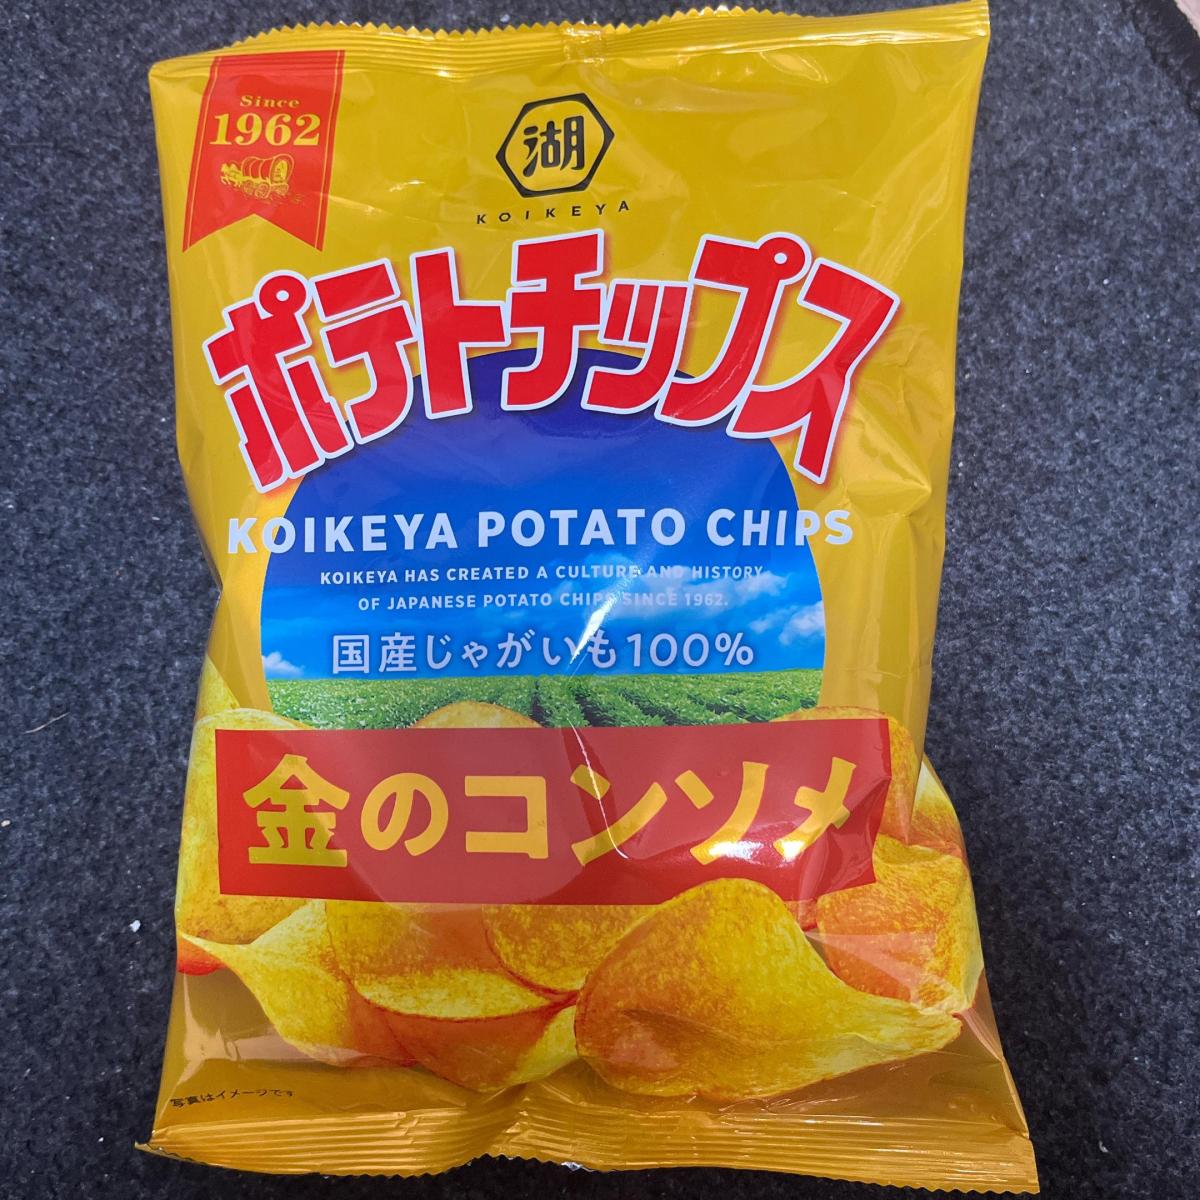 Since
1962
湖
KOIKEYA
ポテトチップス
KOIKEYA POTATO CHIPS
KOIKEYA HAS CREATED A CULTURE AND HISTORY
OF JAPANESE POTATO CHIPS SINCE 1962.
国産じゃがいも100%
金のコンソメ
写真はイメージです